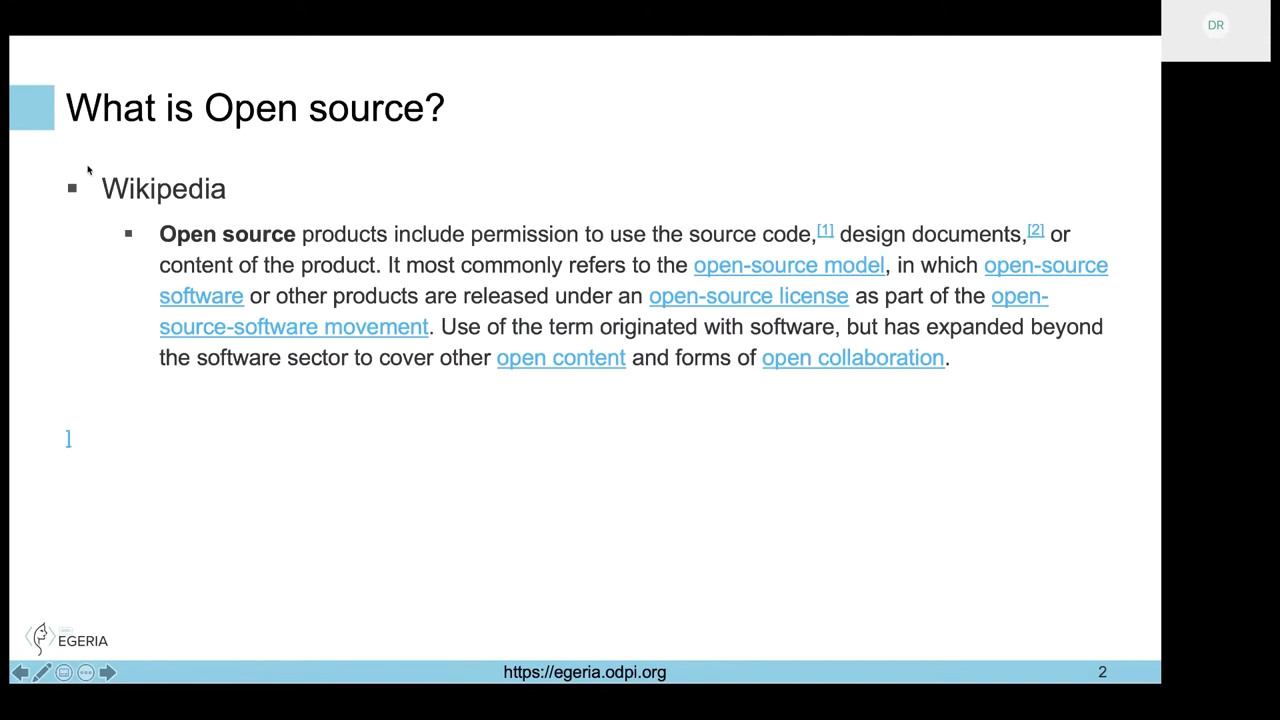 DR
What is Open source?
Wikipedia
Open source products include permission to use the source code,[1] design documents,[2] or
content of the product. It most commonly refers to the open-source model, in which open-source
software or other products are released under an open-source license as part of the open-
source-software movement. Use of the term originated with software, but has expanded beyond
the software sector to cover other open content and forms of open collaboration.
]
EGERIA
https://egeria.odpi.org
2